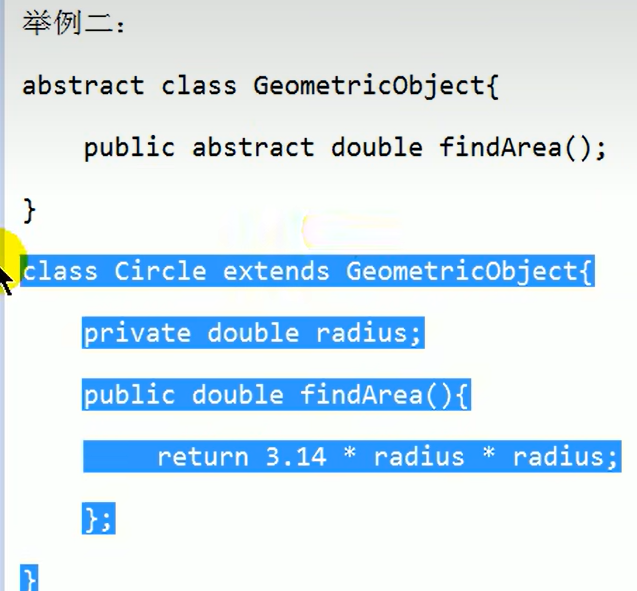 举例二：
abstract class GeometricObject{
public abstract double findArea();
}
class Circle extends GeometricObject{
private double radius;
public double findArea(){
return 3.14 * radius * radius;
};
}